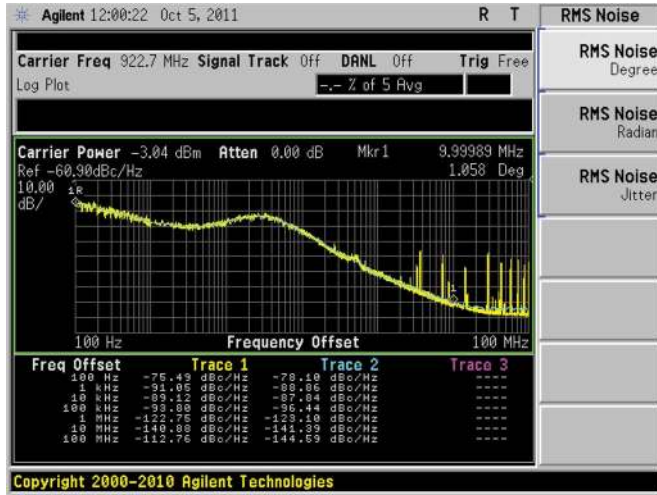 Agilent 12:00:22 Oct 5, 2011 R T
RMS Noise
Carrier Freq 922.7 MHz Signal Track Off DANL Off Trig Free
Log Plot -.- % of 5 Avg
RMS Noise
Degree
RMS Noise
Radian
RMS Noise
Jitter
Carrier Power -3.04 dBm Atten 0.00 dB Mkr1 9.99989 MHz
Ref -60.90dBc/Hz 1.058 Deg
10.00
dB/
1R
1
100 Hz Frequency Offset 100 MHz
Freq Offset Trace 1 Trace 2 Trace 3
100 Hz -75.49 dBc/Hz -78.10 dBc/Hz ----
1 kHz -91.05 dBc/Hz -88.86 dBc/Hz ----
10 kHz -89.12 dBc/Hz -87.84 dBc/Hz ----
100 kHz -93.80 dBc/Hz -96.44 dBc/Hz ----
1 MHz -122.75 dBc/Hz -123.10 dBc/Hz ----
10 MHz -140.88 dBc/Hz -141.39 dBc/Hz ----
100 MHz -112.76 dBc/Hz -144.59 dBc/Hz ----
Copyright 2000-2010 Agilent Technologies